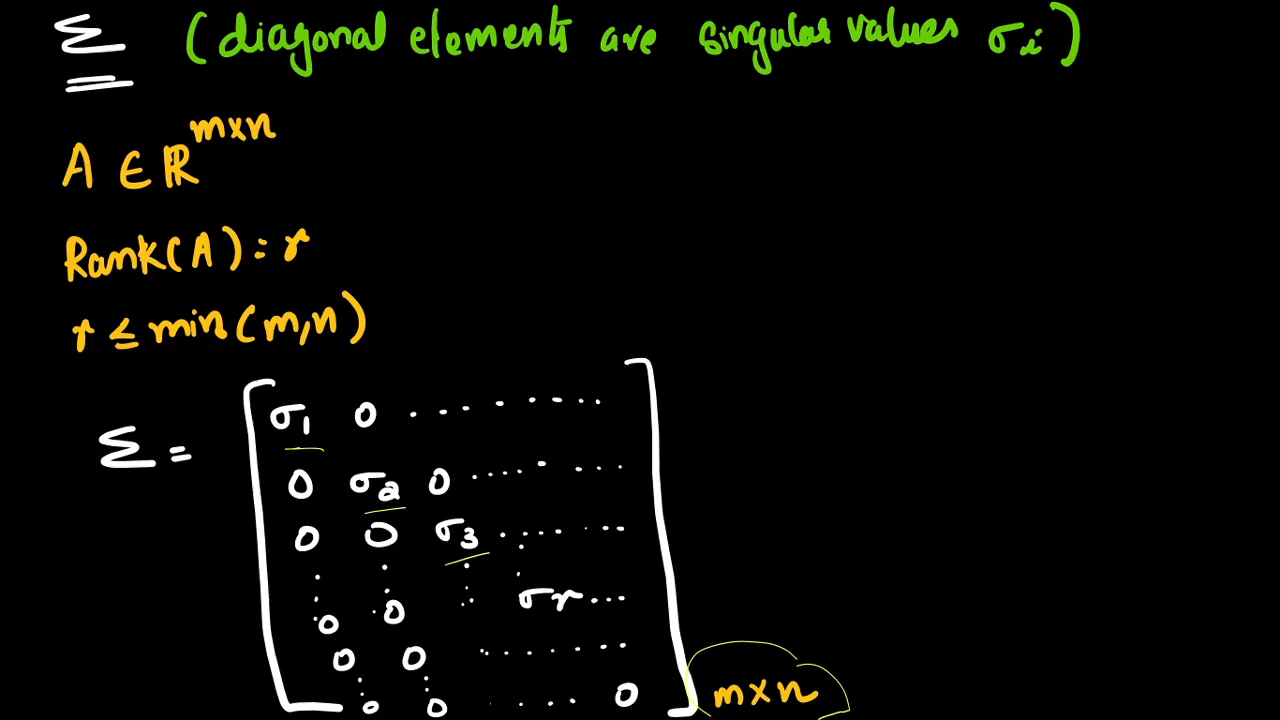 Σ (diagonal elements are singular values σi)
A ∈ ℝ^m×n
Rank(A) = r
r ≤ min(m,n)
Σ = [
σ1 0 . . . . . . . .
0 σ2 0 . . . . . . . .
0 0 σ3 . . . . . . .
. . . . σr . . .
0 0
0 0 . . . . . . . .
0 0 . . . . 0
] m×n